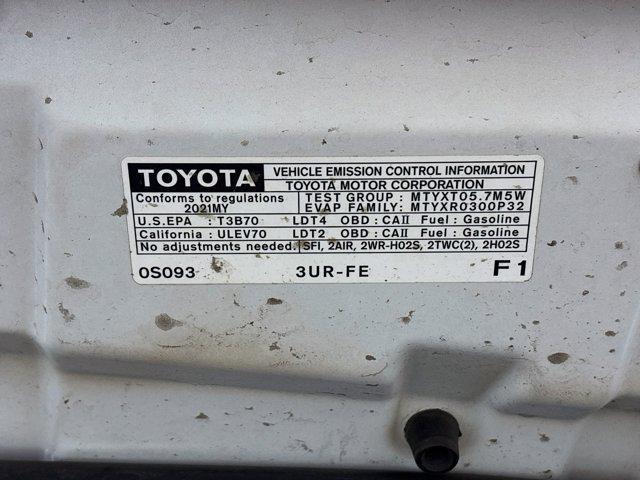 TOYOTA VEHICLE EMISSION CONTROL INFORMATION
TOYOTA MOTOR CORPORATION
Conforms to regulations TEST GROUP : MTYXT05.7M5W
2021MY EVAP FAMILY: MTYXR0300P32
U.S.EPA : T3B70 LDT4 OBD : CAII Fuel : Gasoline
California : ULEV70 LDT2 OBD : CAII Fuel : Gasoline
No adjustments needed. SFI, 2AIR, 2WR-HO2S, 2TWC(2), 2HO2S
0S093 3UR-FE F1